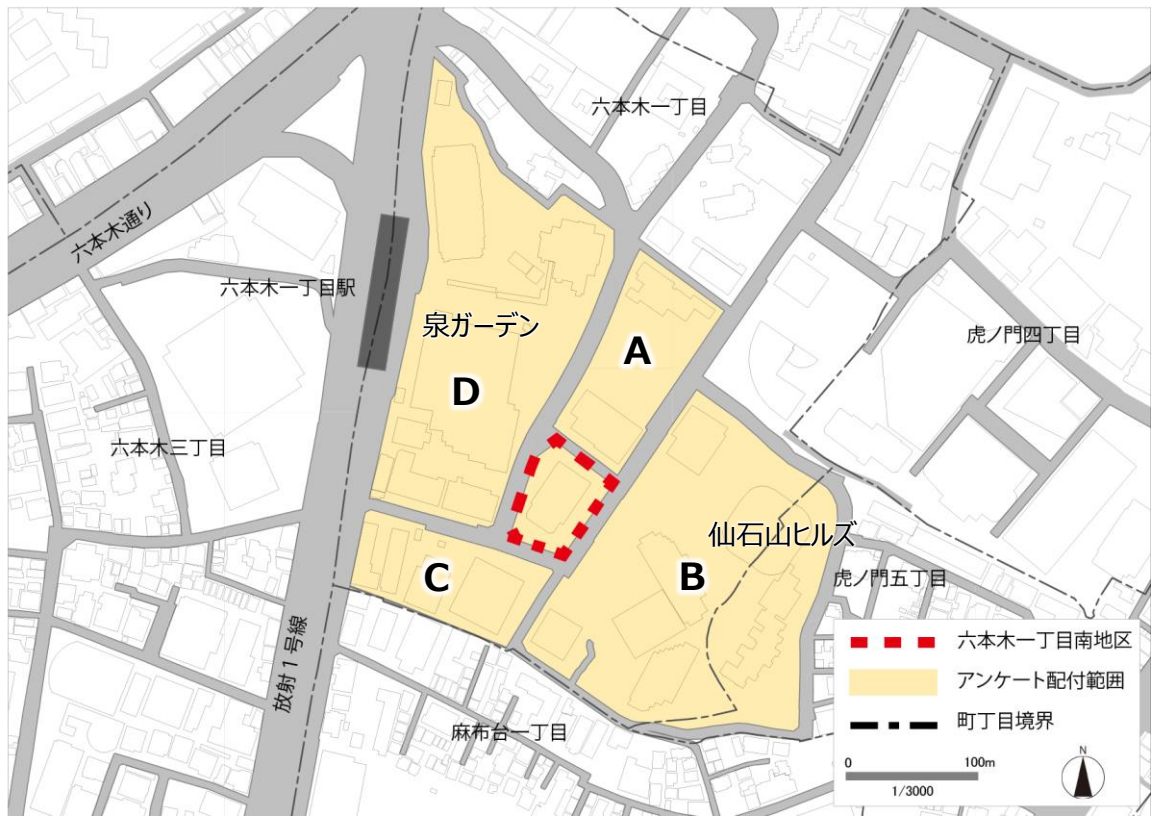 六本木一丁目
六本木通り
六本木一丁目駅
泉ガーデン
A
虎ノ門四丁目
D
六本木三丁目
仙石山ヒルズ
C
B
虎ノ門五丁目
放射1号線
麻布台一丁目
六本木一丁目南地区
アンケート配付範囲
町丁目境界
0 100m
1/3000
N